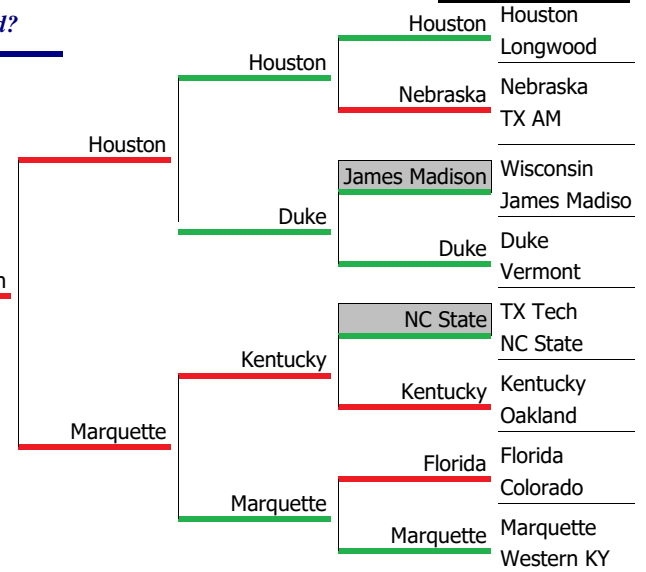 d?
Houston
Longwood
Nebraska
TX AM
Wisconsin
James Madiso
Duke
Vermont
TX Tech
NC State
Kentucky
Oakland
Florida
Colorado
Marquette
Western KY
Houston
Nebraska
James Madison
Duke
NC State
Kentucky
Florida
Marquette
Houston
Duke
Kentucky
Marquette
Houston
Marquette
n